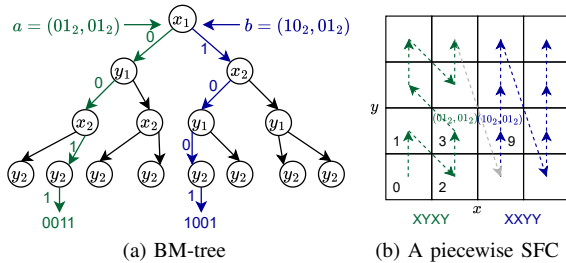 a = (01₂, 01₂)
x₁
b = (10₂, 01₂)
0
1
y₁
x₂
0
0
x₂
x₂
y₁
y₁
1
0
y₂ y₂ y₂ y₂ y₂ y₂ y₂ y₂
1
1
0011
1001
(a) BM-tree
y
(01₂, 01₂) (10₂, 01₂)
1 3 9
0 2
x
XYXY XXYY
(b) A piecewise SFC